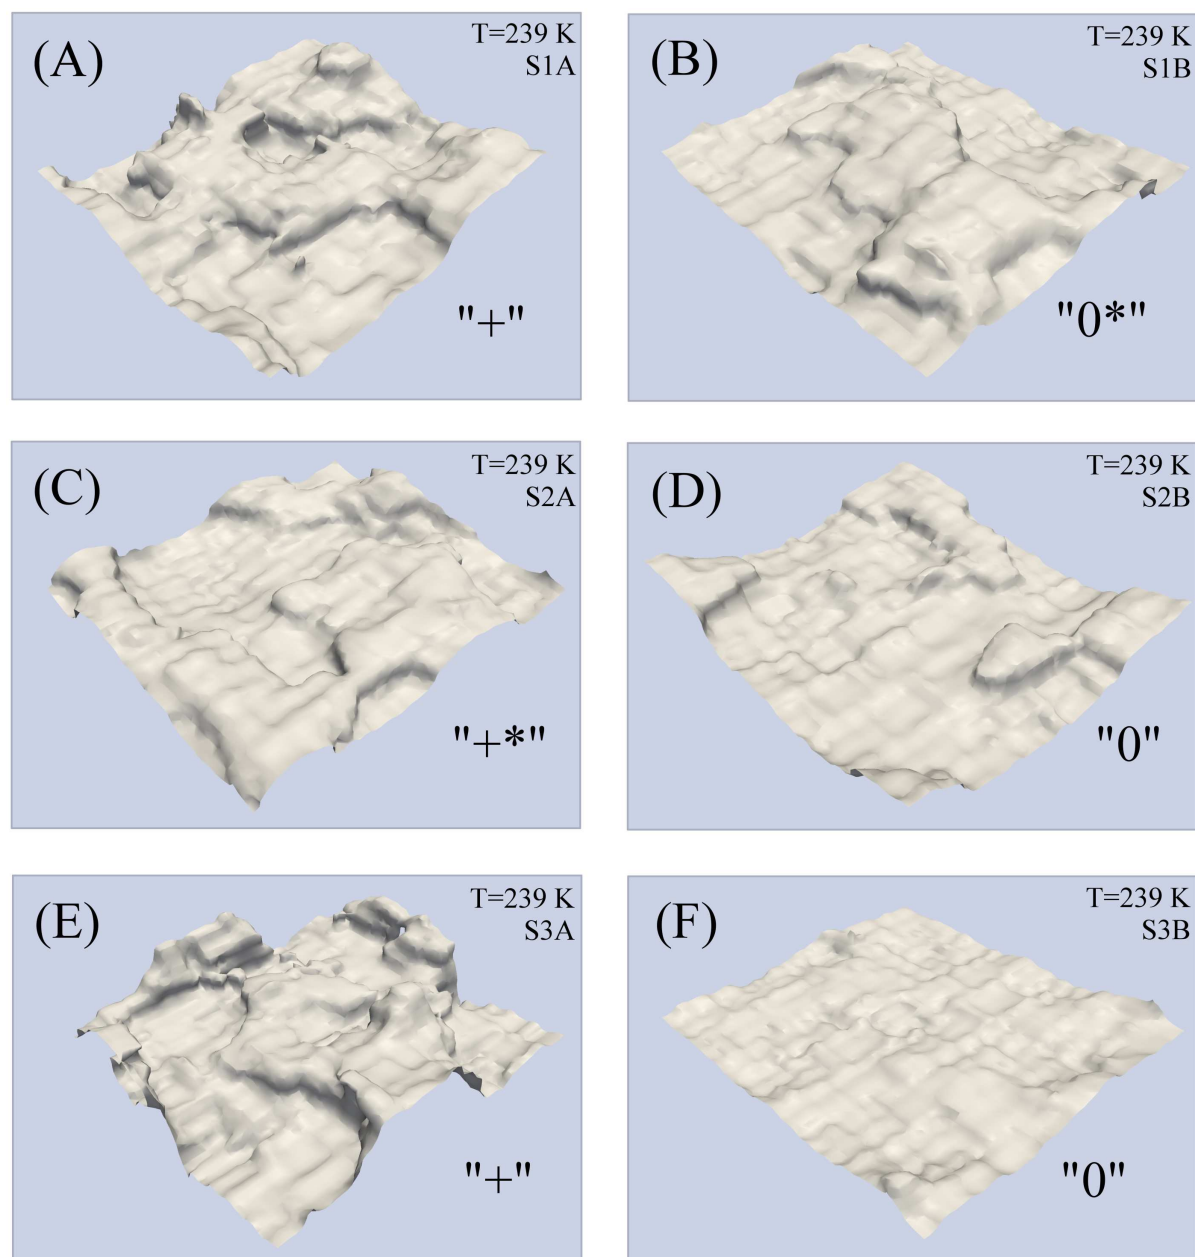 (A)
T=239 K
S1A
"+"
(B)
T=239 K
S1B
"0*"
(C)
T=239 K
S2A
"+*"
(D)
T=239 K
S2B
"0"
(E)
T=239 K
S3A
"+"
(F)
T=239 K
S3B
"0"